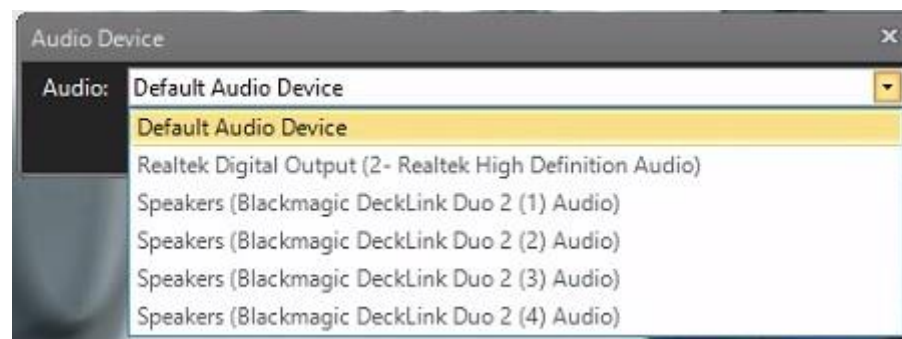 Audio Device
Audio: Default Audio Device
Default Audio Device
Realtek Digital Output (2- Realtek High Definition Audio)
Speakers (Blackmagic DeckLink Duo 2 (1) Audio)
Speakers (Blackmagic DeckLink Duo 2 (2) Audio)
Speakers (Blackmagic DeckLink Duo 2 (3) Audio)
Speakers (Blackmagic DeckLink Duo 2 (4) Audio)